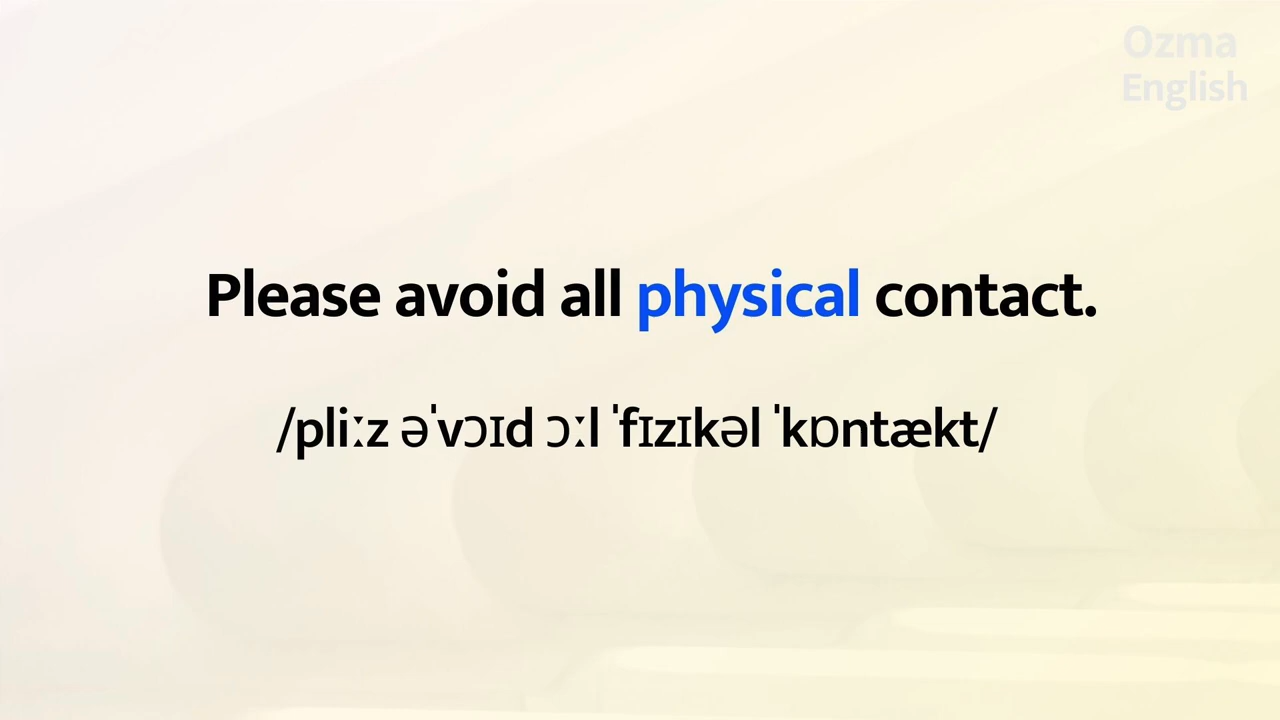 Ozma
English
Please avoid all physical contact.
/pliːz əˈvɔɪd ɔːl ˈfɪzɪkəl ˈkɒntækt/